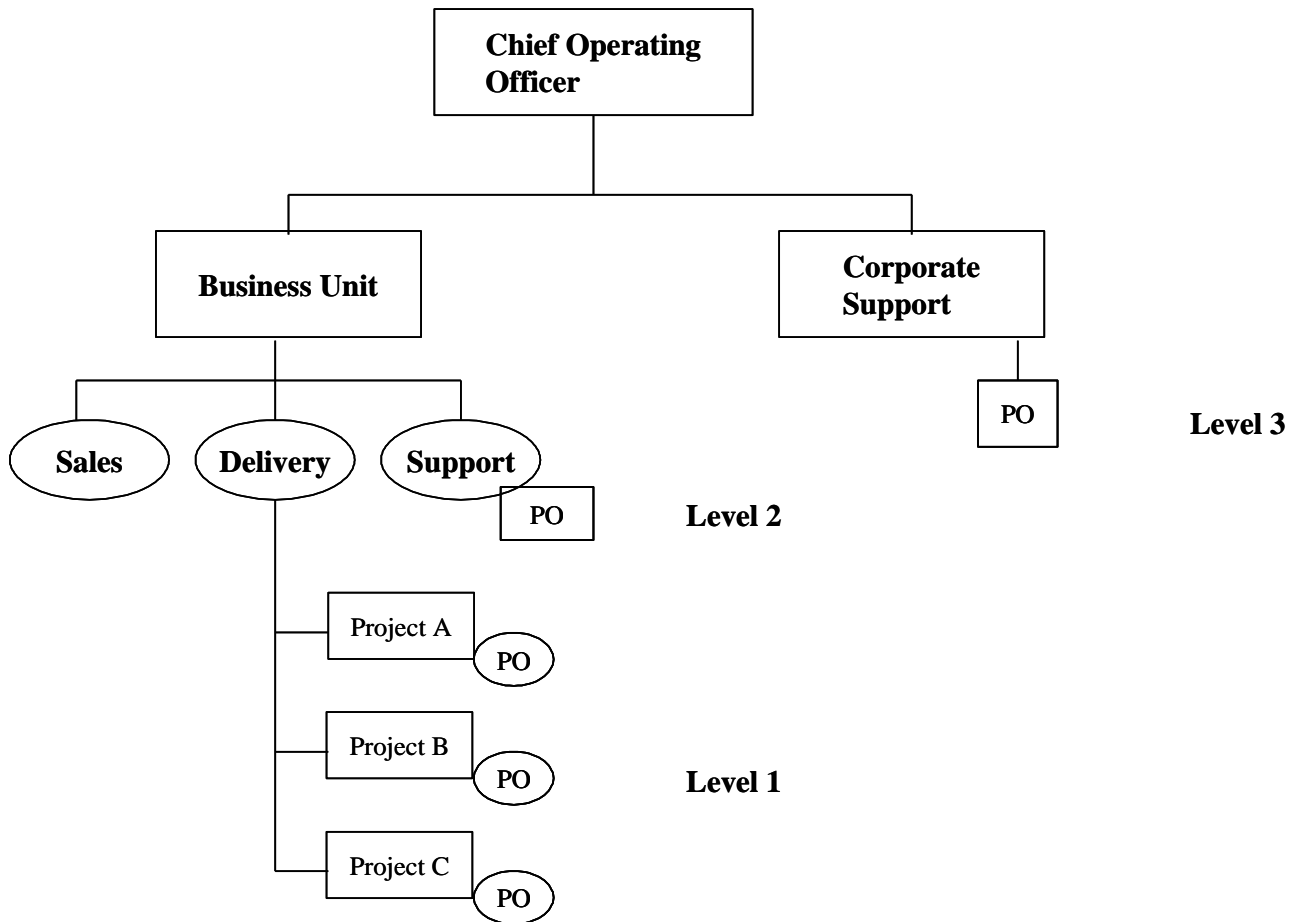 Chief Operating
Officer
Business Unit
Corporate
Support
PO
Level 3
Sales
Delivery
Support
PO
Level 2
Project A
PO
Project B
PO
Level 1
Project C
PO